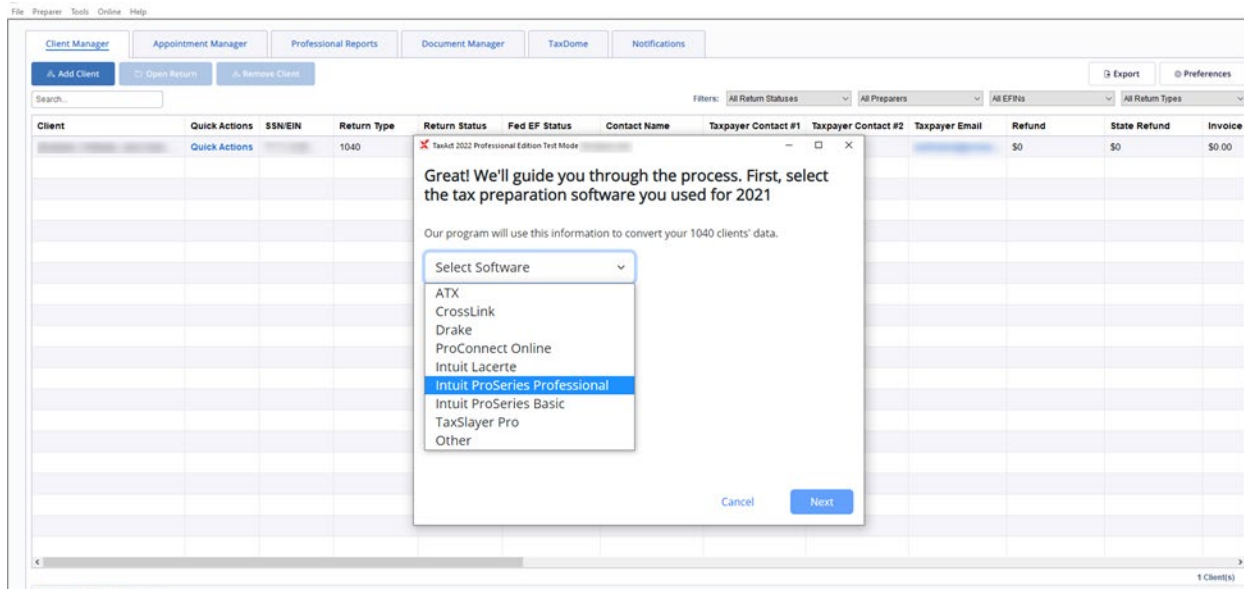 File Preparer Tools Online Help
Client Manager Appointment Manager Professional Reports Document Manager TaxDome Notifications
Add Client Open Return Remove Client Export Preferences
Search... Filters: All Return Statuses All Preparers All EFINs All Return Types
Client Quick Actions SSN/EIN Return Type Return Status Fed EF Status Contact Name Taxpayer Contact #1 Taxpayer Contact #2 Taxpayer Email Refund State Refund Invoice
Quick Actions 1040 $0 $0 $0.00
TaxAct 2022 Professional Edition Test Mode
Great! We'll guide you through the process. First, select
the tax preparation software you used for 2021
Our program will use this information to convert your 1040 clients' data.
Select Software
ATX
CrossLink
Drake
ProConnect Online
Intuit Lacerte
Intuit ProSeries Professional
Intuit ProSeries Basic
TaxSlayer Pro
Other
Cancel Next
1 Client(s)